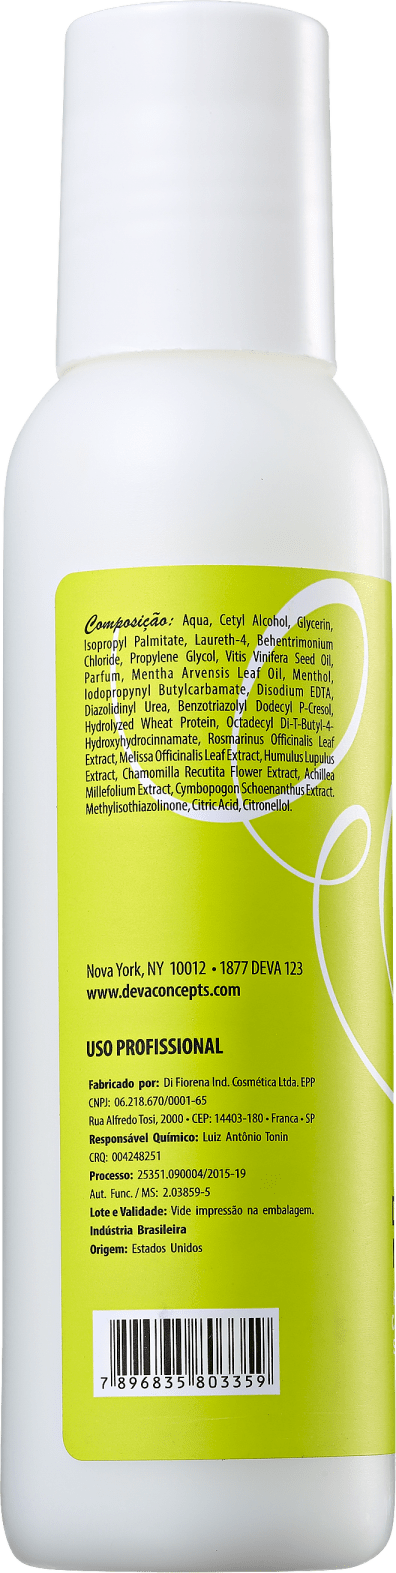 Composição: Aqua, Cetyl Alcohol, Glycerin,
Isopropyl Palmitate, Laureth-4, Behentrimonium
Chloride, Propylene Glycol, Vitis Vinifera Seed Oil,
Parfum, Mentha Arvensis Leaf Oil, Menthol,
Iodopropynyl Butylcarbamate, Disodium EDTA,
Diazolidinyl Urea, Benzotriazolyl Dodecyl P-Cresol,
Hydrolyzed Wheat Protein, Octadecyl Di-T-Butyl-4-
Hydroxyhydrocinnamate, Rosmarinus Officinalis Leaf
Extract, Melissa Officinalis Leaf Extract, Humulus Lupulus
Extract, Chamomilla Recutita Flower Extract, Achillea
Millefolium Extract, Cymbopogon Schoenanthus Extract.
Methylisothiazolinone, Citric Acid, Citronellol.
Nova York, NY 10012 • 1877 DEVA 123
www.devaconcepts.com
USO PROFISSIONAL
Fabricado por: Di Fiorena Ind. Cosmética Ltda. EPP
CNPJ: 06.218.670/0001-65
Rua Alfredo Tosi, 2000 • CEP: 14403-180 • Franca • SP
Responsável Químico: Luiz Antônio Tonin
CRQ: 004248251
Processo: 25351.090004/2015-19
Aut. Func. / MS: 2.03859-5
Lote e Validade: Vide impressão na embalagem.
Indústria Brasileira
Origem: Estados Unidos
7 896835 803359